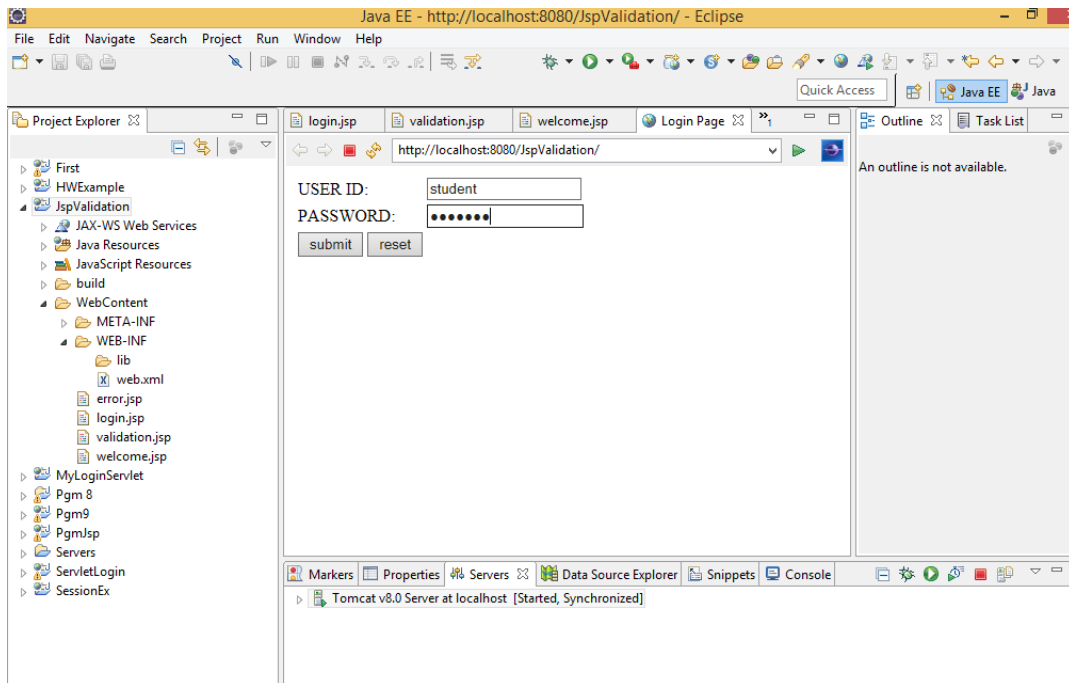 Java EE - http://localhost:8080/JspValidation/ - Eclipse
File Edit Navigate Search Project Run Window Help
Quick Access
Java EE
Java
Project Explorer
First
HWExample
JspValidation
JAX-WS Web Services
Java Resources
JavaScript Resources
build
WebContent
META-INF
WEB-INF
lib
web.xml
error.jsp
login.jsp
validation.jsp
welcome.jsp
MyLoginServlet
Pgm 8
Pgm9
PgmJsp
Servers
ServletLogin
SessionEx
login.jsp validation.jsp welcome.jsp Login Page »1
http://localhost:8080/JspValidation/
USER ID: student
PASSWORD: •••••••
submit reset
Outline Task List
An outline is not available.
Markers Properties Servers Data Source Explorer Snippets Console
Tomcat v8.0 Server at localhost [Started, Synchronized]